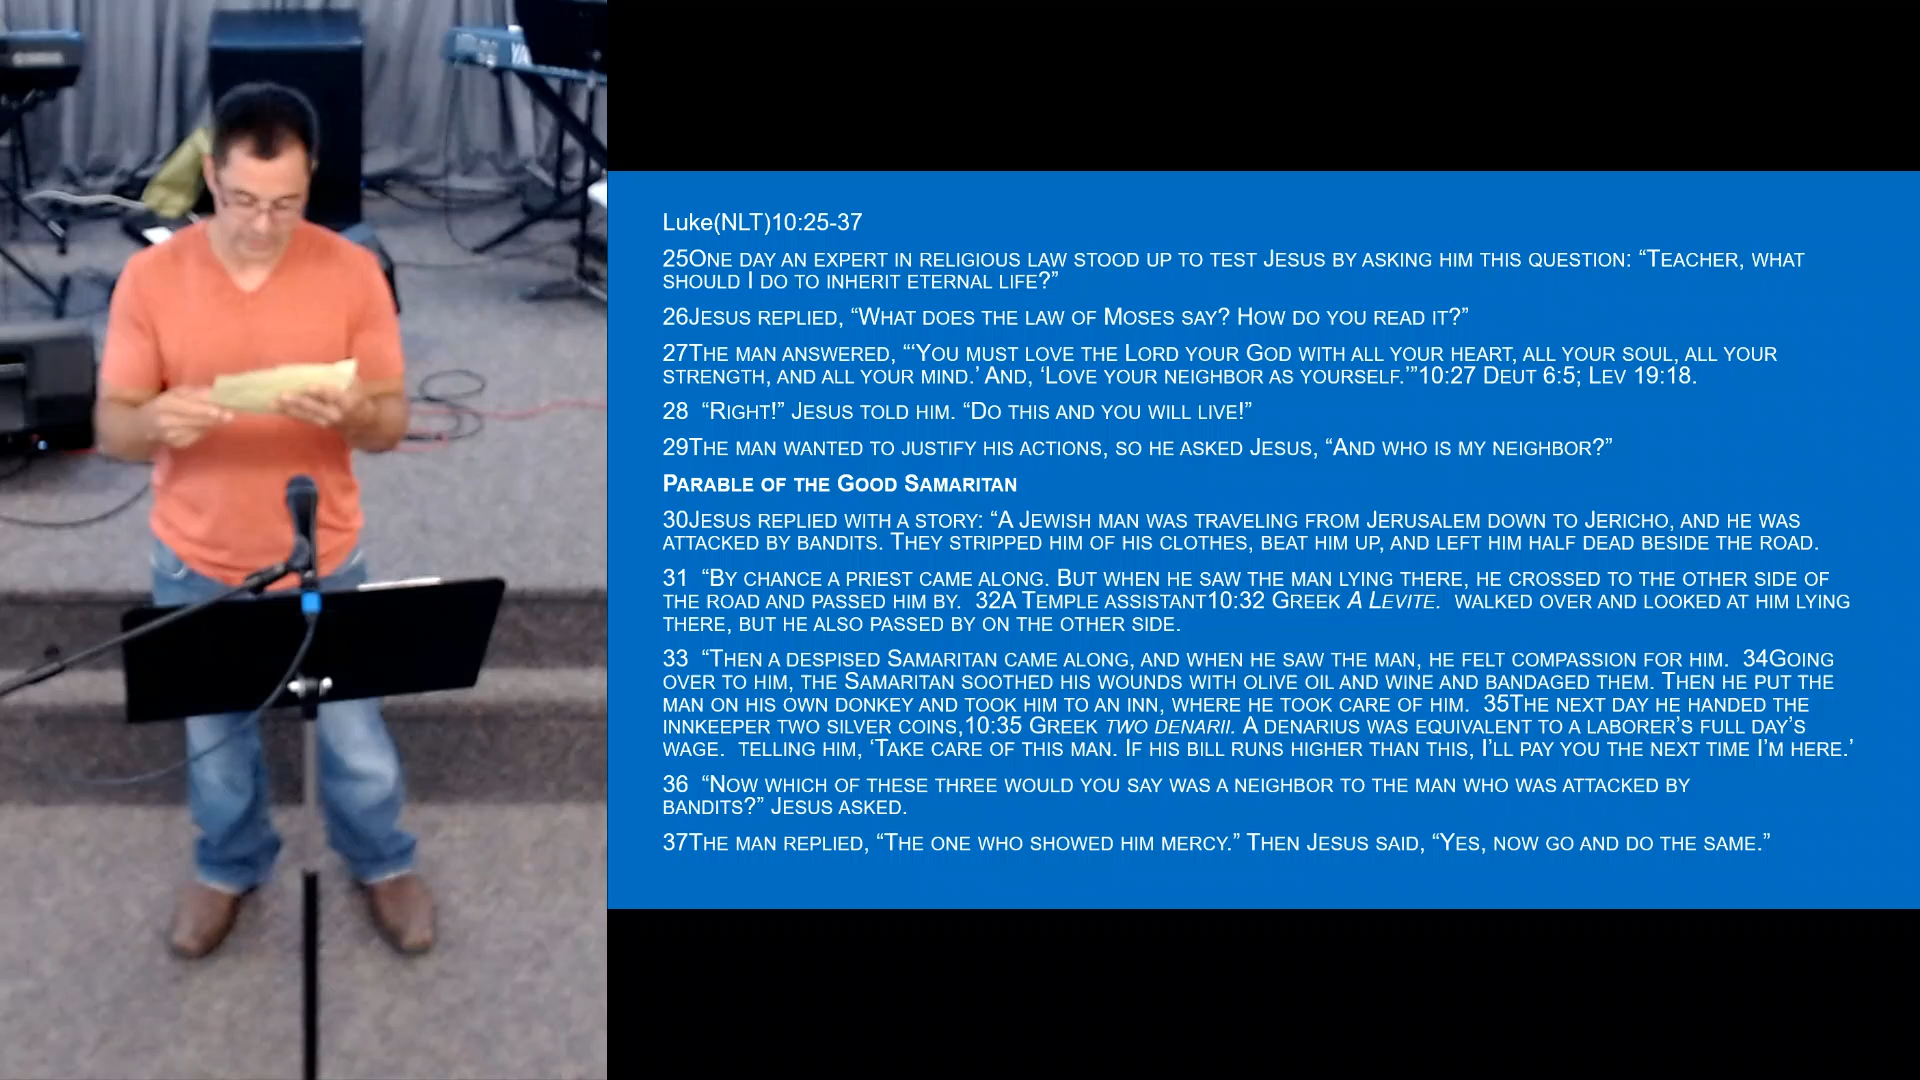 Luke(NLT)10:25-37
25ONE DAY AN EXPERT IN RELIGIOUS LAW STOOD UP TO TEST JESUS BY ASKING HIM THIS QUESTION: “TEACHER, WHAT
SHOULD I DO TO INHERIT ETERNAL LIFE?”
26JESUS REPLIED, “WHAT DOES THE LAW OF MOSES SAY? HOW DO YOU READ IT?”
27THE MAN ANSWERED, “‘YOU MUST LOVE THE LORD YOUR GOD WITH ALL YOUR HEART, ALL YOUR SOUL, ALL YOUR
STRENGTH, AND ALL YOUR MIND.’ AND, ‘LOVE YOUR NEIGHBOR AS YOURSELF.’”10:27 DEUT 6:5; LEV 19:18.
28 “RIGHT!” JESUS TOLD HIM. “DO THIS AND YOU WILL LIVE!”
29THE MAN WANTED TO JUSTIFY HIS ACTIONS, SO HE ASKED JESUS, “AND WHO IS MY NEIGHBOR?”
PARABLE OF THE GOOD SAMARITAN
30JESUS REPLIED WITH A STORY: “A JEWISH MAN WAS TRAVELING FROM JERUSALEM DOWN TO JERICHO, AND HE WAS
ATTACKED BY BANDITS. THEY STRIPPED HIM OF HIS CLOTHES, BEAT HIM UP, AND LEFT HIM HALF DEAD BESIDE THE ROAD.
31 “BY CHANCE A PRIEST CAME ALONG. BUT WHEN HE SAW THE MAN LYING THERE, HE CROSSED TO THE OTHER SIDE OF
THE ROAD AND PASSED HIM BY. 32A TEMPLE ASSISTANT10:32 GREEK A LEVITE. WALKED OVER AND LOOKED AT HIM LYING
THERE, BUT HE ALSO PASSED BY ON THE OTHER SIDE.
33 “THEN A DESPISED SAMARITAN CAME ALONG, AND WHEN HE SAW THE MAN, HE FELT COMPASSION FOR HIM. 34GOING
OVER TO HIM, THE SAMARITAN SOOTHED HIS WOUNDS WITH OLIVE OIL AND WINE AND BANDAGED THEM. THEN HE PUT THE
MAN ON HIS OWN DONKEY AND TOOK HIM TO AN INN, WHERE HE TOOK CARE OF HIM. 35THE NEXT DAY HE HANDED THE
INNKEEPER TWO SILVER COINS,10:35 GREEK TWO DENARII. A DENARIUS WAS EQUIVALENT TO A LABORER’S FULL DAY’S
WAGE. TELLING HIM, ‘TAKE CARE OF THIS MAN. IF HIS BILL RUNS HIGHER THAN THIS, I’LL PAY YOU THE NEXT TIME I’M HERE.’
36 “NOW WHICH OF THESE THREE WOULD YOU SAY WAS A NEIGHBOR TO THE MAN WHO WAS ATTACKED BY
BANDITS?” JESUS ASKED.
37THE MAN REPLIED, “THE ONE WHO SHOWED HIM MERCY.” THEN JESUS SAID, “YES, NOW GO AND DO THE SAME.”